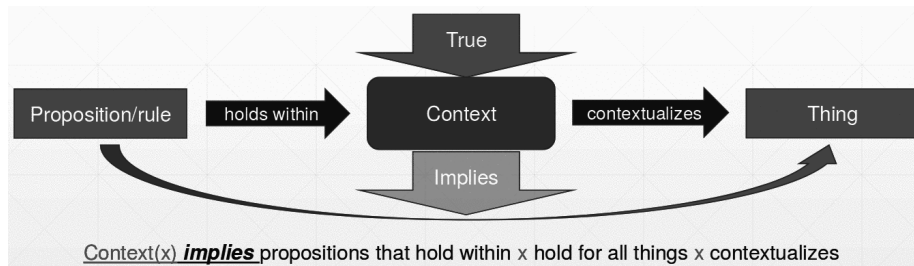 True
Proposition/rule holds within Context contextualizes Thing
Implies
Context(x) implies propositions that hold within x hold for all things x contextualizes